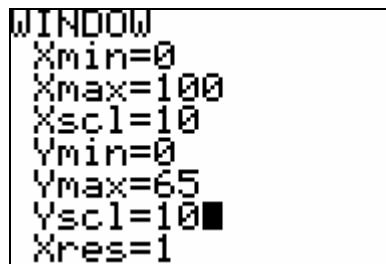 WINDOW
Xmin=0
Xmax=100
Xscl=10
Ymin=0
Ymax=65
Yscl=10
Xres=1